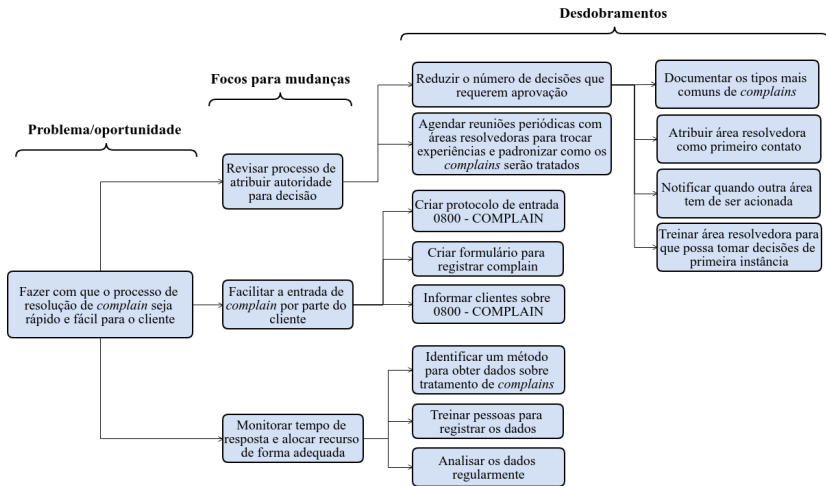 Desdobramentos
Focos para mudanças
Problema/oportunidade
Fazer com que o processo de
resolução de complain seja
rápido e fácil para o cliente
Revisar processo de
atribuir autoridade
para decisão
Facilitar a entrada de
complain por parte do
cliente
Monitorar tempo de
resposta e alocar recurso
de forma adequada
Reduzir o número de decisões que
requerem aprovação
Agendar reuniões periódicas com
áreas resolvedoras para trocar
experiências e padronizar como os
complains serão tratados
Criar protocolo de entrada
0800 - COMPLAIN
Criar formulário para
registrar complain
Informar clientes sobre
0800 - COMPLAIN
Identificar um método
para obter dados sobre
tratamento de complains
Treinar pessoas para
registrar os dados
Analisar os dados
regularmente
Documentar os tipos mais
comuns de complains
Atribuir área resolvedora
como primeiro contato
Notificar quando outra área
tem de ser acionada
Treinar área resolvedora para
que possa tomar decisões de
primeira instância